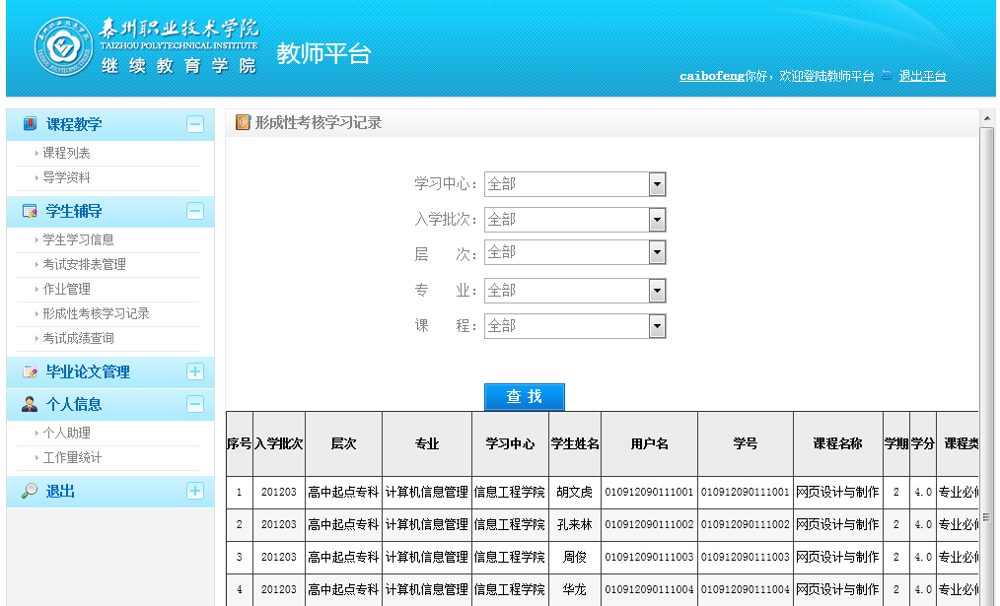 泰州职业技术学院
TAIZHOU POLYTECHNICAL INSTITUTE
继续教育学院
教师平台
caibofeng你好，欢迎登陆教师平台 退出平台
课程教学
课程列表
导学资料
学生辅导
学生学习信息
考试安排表管理
作业管理
形成性考核学习记录
考试成绩查询
毕业论文管理
个人信息
个人助理
工作量统计
退出
形成性考核学习记录
学习中心：全部
入学批次：全部
层 次：全部
专 业：全部
课 程：全部
查 找
序号 入学批次 层次 专业 学习中心 学生姓名 用户名 学号 课程名称 学期 学分 课程类
1 201203 高中起点专科 计算机信息管理 信息工程学院 胡文虎 010912090111001 010912090111001 网页设计与制作 2 4.0 专业必修
2 201203 高中起点专科 计算机信息管理 信息工程学院 孔来林 010912090111002 010912090111002 网页设计与制作 2 4.0 专业必修
3 201203 高中起点专科 计算机信息管理 信息工程学院 周俊 010912090111003 010912090111003 网页设计与制作 2 4.0 专业必修
4 201203 高中起点专科 计算机信息管理 信息工程学院 华龙 010912090111004 010912090111004 网页设计与制作 2 4.0 专业必修